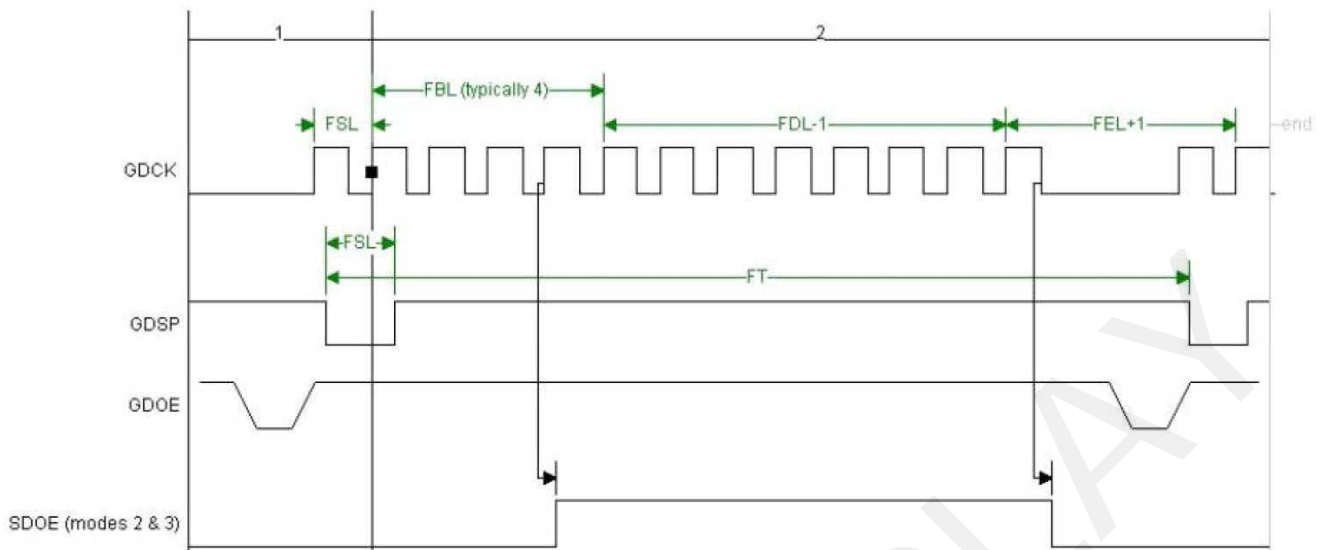 1
2
FBL (typically 4)
FSL
FDL-1
FEL+1
end
GDCK
FSL
FT
GDSP
GDOE
SDOE (modes 2 & 3)
LAY